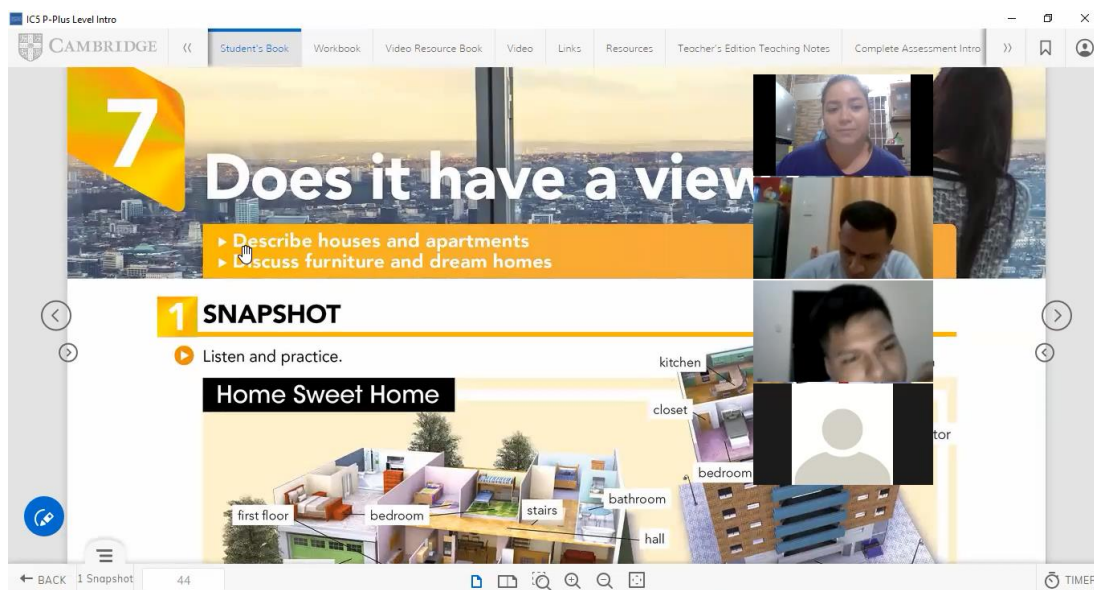 IC5 P-Plus Level Intro
CAMBRIDGE
Student's Book
Workbook
Video Resource Book
Video
Links
Resources
Teacher's Edition Teaching Notes
Complete Assessment Intro
7
Does it have a view
Describe houses and apartments
Discuss furniture and dream homes
1 SNAPSHOT
Listen and practice.
Home Sweet Home
kitchen
closet
tor
bedroom
first floor
bedroom
stairs
bathroom
hall
BACK
1 Snapshot
44
TIMER